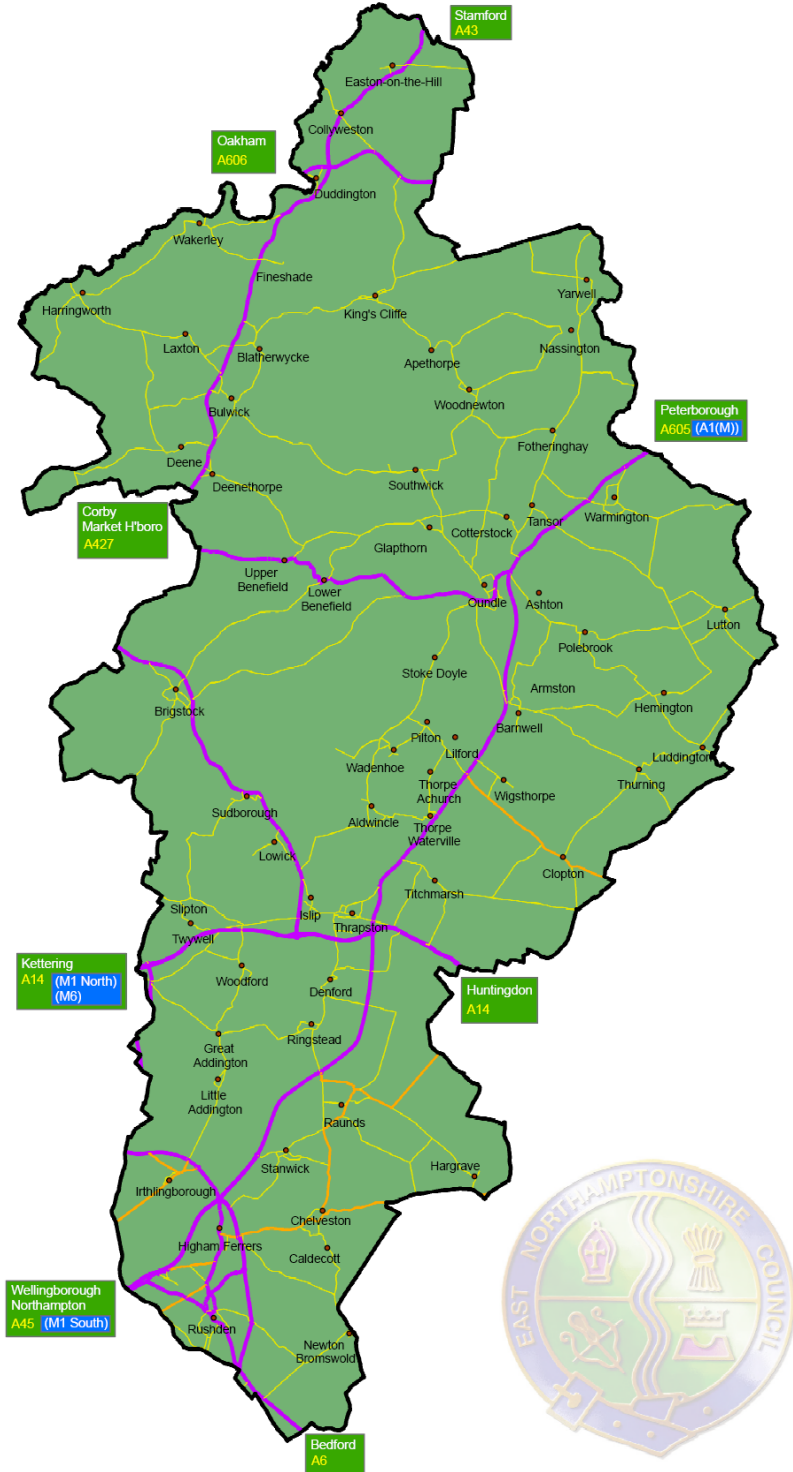 Stamford
A43
Easton-on-the-Hill
Collyweston
Oakham
A606
Duddington
Wakerley
Fineshade
Yarwell
Harringworth
King's Cliffe
Laxton
Blatherwycke
Apethorpe
Nassington
Woodnewton
Bulwick
Peterborough
A605 (A1(M))
Fotheringhay
Deene
Deenethorpe
Southwick
Corby
Market H'boro
A427
Warmington
Tansor
Cotterstock
Glapthorn
Upper
Benefield
Lower
Benefield
Oundle
Ashton
Lutton
Polebrook
Stoke Doyle
Armston
Brigstock
Hemington
Barnwell
Pilton
Lilford
Luddington
Wadenhoe
Thurning
Thorpe
Achurch
Wigsthorpe
Sudborough
Aldwincle
Thorpe
Waterville
Lowick
Clopton
Titchmarsh
Slipton
Islip
Thrapston
Twywell
Kettering
A14 (M1 North)
(M6)
Woodford
Denford
Huntingdon
A14
Great
Addington
Ringstead
Little
Addington
Raunds
Stanwick
Hargrave
Irthlingborough
Chelveston
Higham Ferrers
Caldecott
Wellingborough
Northampton
A45 (M1 South)
Rushden
Newton
Bromswold
Bedford
A6
EAST NORTHAMPTONSHIRE COUNCIL